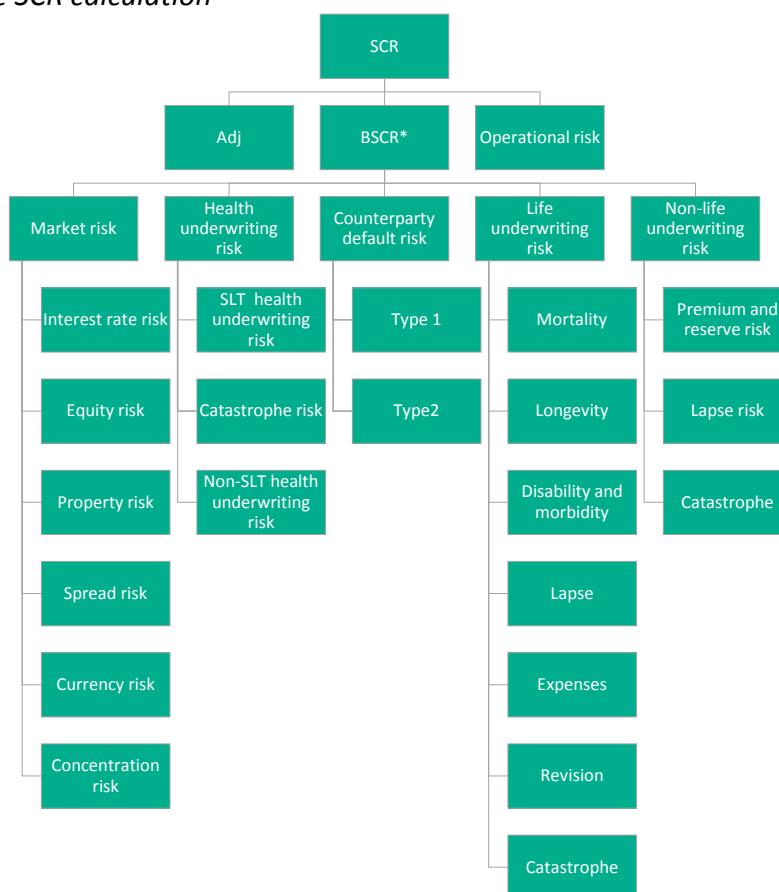 e SCR calculation
SCR
Adj
BSCR*
Operational risk
Market risk
Health
underwriting
risk
Counterparty
default risk
Life
underwriting
risk
Non-life
underwriting
risk
Interest rate risk
SLT health
underwriting
risk
Type 1
Mortality
Premium and
reserve risk
Equity risk
Catastrophe risk
Type2
Longevity
Lapse risk
Property risk
Non-SLT health
underwriting
risk
Disability and
morbidity
Catastrophe
Spread risk
Lapse
Currency risk
Expenses
Concentration
risk
Revision
Catastrophe